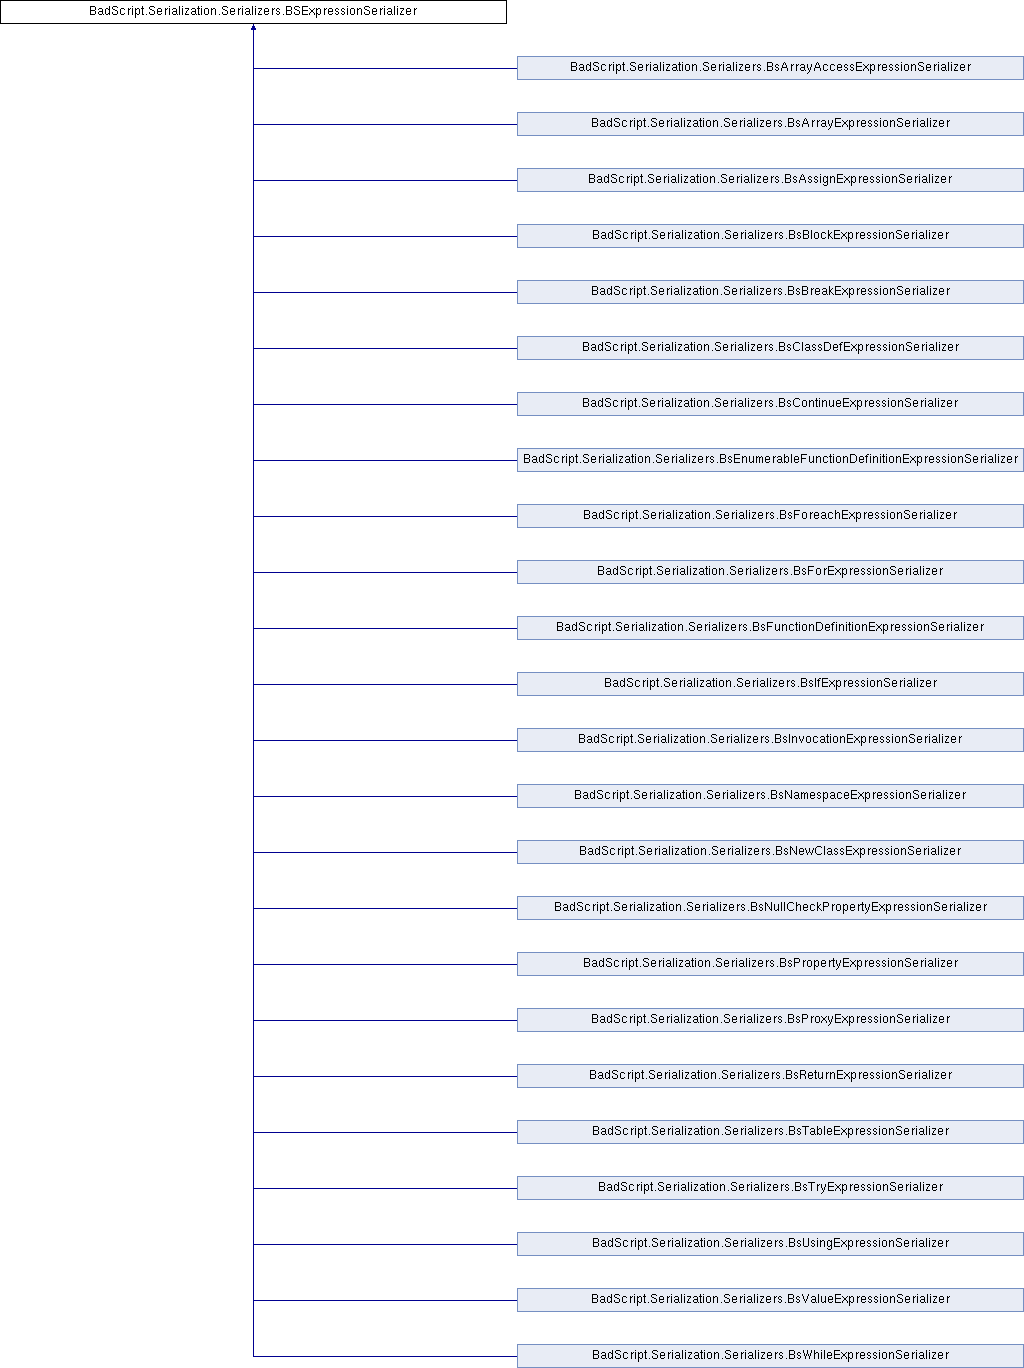 BadScript.Serialization.Serializers.BSExpressionSerializer
BadScript.Serialization.Serializers.BsArrayAccessExpressionSerializer
BadScript.Serialization.Serializers.BsArrayExpressionSerializer
BadScript.Serialization.Serializers.BsAssignExpressionSerializer
BadScript.Serialization.Serializers.BsBlockExpressionSerializer
BadScript.Serialization.Serializers.BsBreakExpressionSerializer
BadScript.Serialization.Serializers.BsClassDefExpressionSerializer
BadScript.Serialization.Serializers.BsContinueExpressionSerializer
BadScript.Serialization.Serializers.BsEnumerableFunctionDefinitionExpressionSerializer
BadScript.Serialization.Serializers.BsForeachExpressionSerializer
BadScript.Serialization.Serializers.BsForExpressionSerializer
BadScript.Serialization.Serializers.BsFunctionDefinitionExpressionSerializer
BadScript.Serialization.Serializers.BsIfExpressionSerializer
BadScript.Serialization.Serializers.BsInvocationExpressionSerializer
BadScript.Serialization.Serializers.BsNamespaceExpressionSerializer
BadScript.Serialization.Serializers.BsNewClassExpressionSerializer
BadScript.Serialization.Serializers.BsNullCheckPropertyExpressionSerializer
BadScript.Serialization.Serializers.BsPropertyExpressionSerializer
BadScript.Serialization.Serializers.BsProxyExpressionSerializer
BadScript.Serialization.Serializers.BsReturnExpressionSerializer
BadScript.Serialization.Serializers.BsTableExpressionSerializer
BadScript.Serialization.Serializers.BsTryExpressionSerializer
BadScript.Serialization.Serializers.BsUsingExpressionSerializer
BadScript.Serialization.Serializers.BsValueExpressionSerializer
BadScript.Serialization.Serializers.BsWhileExpressionSerializer